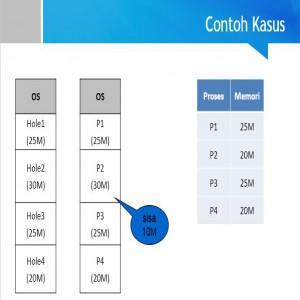 Contoh Kasus
OS
Hole1
(25M)
Hole2
(30M)
Hole3
(25M)
Hole4
(20M)
OS
P1
(25M)
P2
(30M)
P3
(25M)
P4
(20M)
sisa
10M
Proses Memori
P1 25M
P2 20M
P3 25M
P4 20M